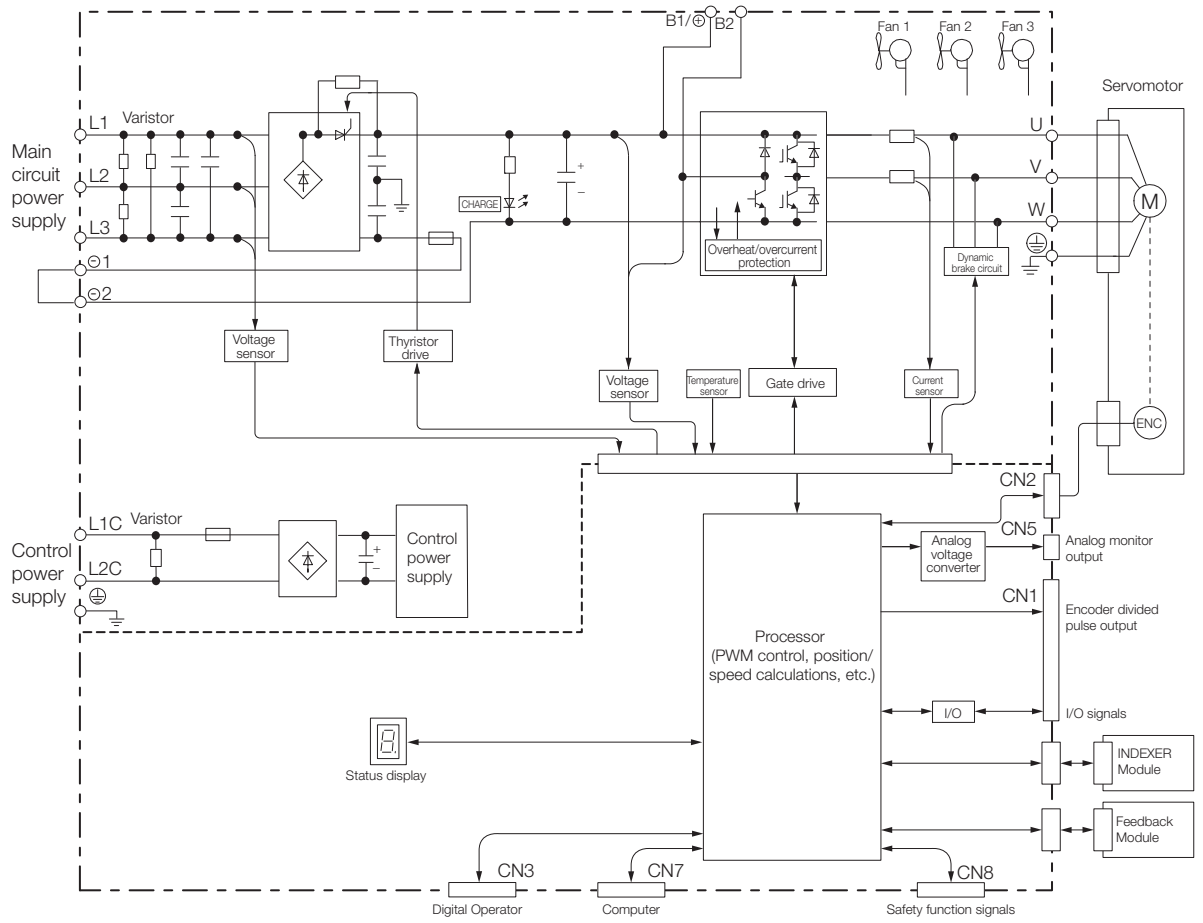 B1/⊕ B2
Fan 1 Fan 2 Fan 3
Servomotor
Main
circuit
power
supply
L1
Varistor
L2
L3
⊖1
⊖2
CHARGE
+
−
Overheat/overcurrent
protection
U
V
W
M
Dynamic
brake circuit
Voltage
sensor
Thyristor
drive
Voltage
sensor
Temperature
sensor
Gate drive
Current
sensor
ENC
Control
power
supply
L1C
Varistor
L2C
+
−
Control
power
supply
CN2
CN5
Analog
voltage
converter
Analog monitor
output
CN1
Encoder divided
pulse output
Processor
(PWM control, position/
speed calculations, etc.)
I/O
I/O signals
8.
Status display
INDEXER
Module
Feedback
Module
CN3
CN7
CN8
Digital Operator
Computer
Safety function signals